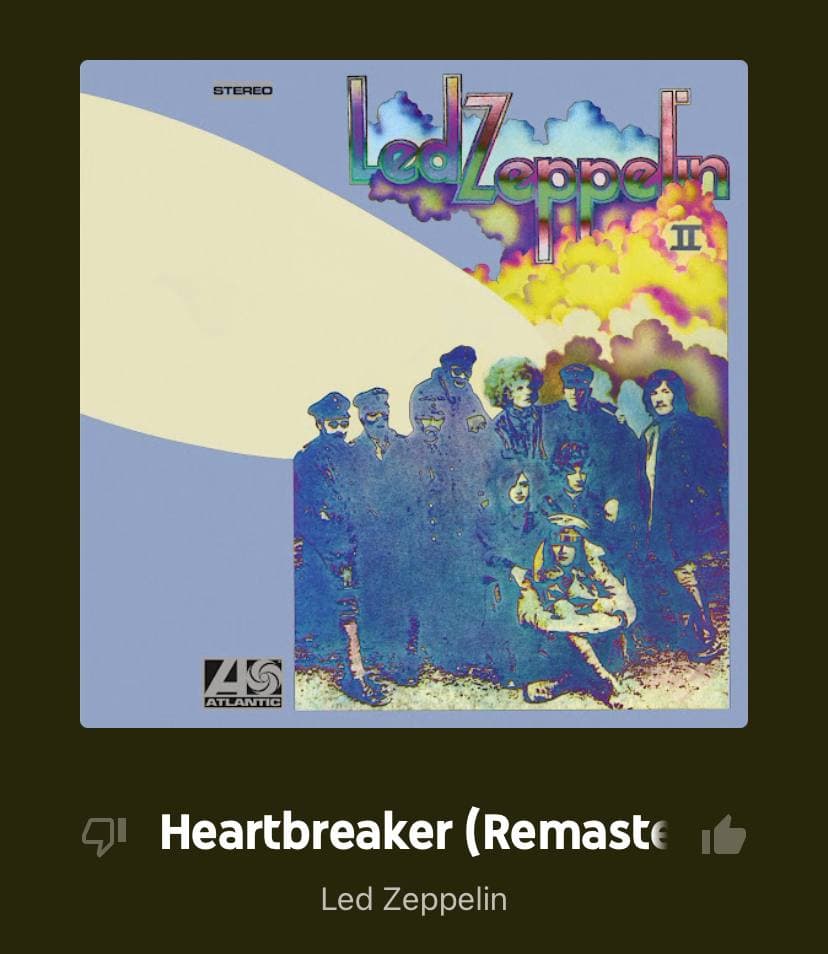 STEREO
Led Zeppelin
II
ATLANTIC
Heartbreaker (Remaste
Led Zeppelin